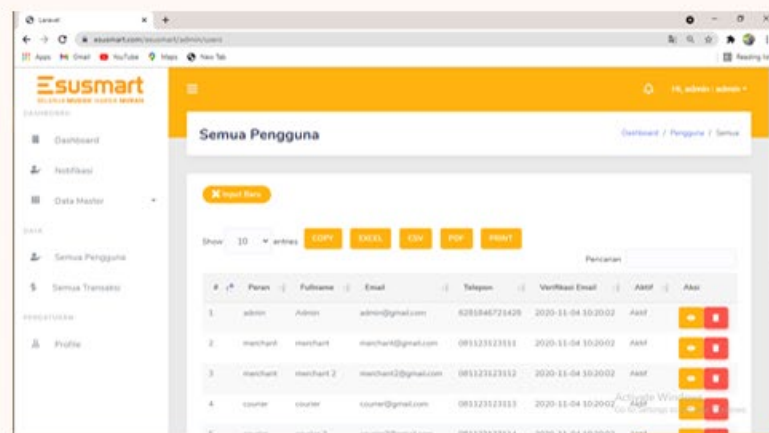 Laravel
esusmart.com/esusmart/admin/users
Apps Gmail YouTube Maps New Tab Reading list
Esusmart
BELANJA MUDAH HARGA MURAH
Hi, admin : admin
DASHBOARD
Dashboard
Notifikasi
Data Master
DATA
Semua Pengguna
Semua Transaksi
PENGATURAN
Profile
Semua Pengguna
Dashboard / Pengguna / Semua
Input Baru
Show 10 entries COPY EXCEL CSV PDF PRINT
Pencarian
# Peran Fullname Email Telepon Verifikasi Email Aktif Aksi
1 admin Admin admin@gmail.com 6281846721428 2020-11-04 10:20:02 Aktif
2 merchant merchant merchant@gmail.com 081123123111 2020-11-04 10:20:02 Aktif
3 merchant merchant 2 merchant2@gmail.com 081123123112 2020-11-04 10:20:02 Aktif
4 courier courier courier@gmail.com 081123123113 2020-11-04 10:20:02 Aktif
Activate Windows